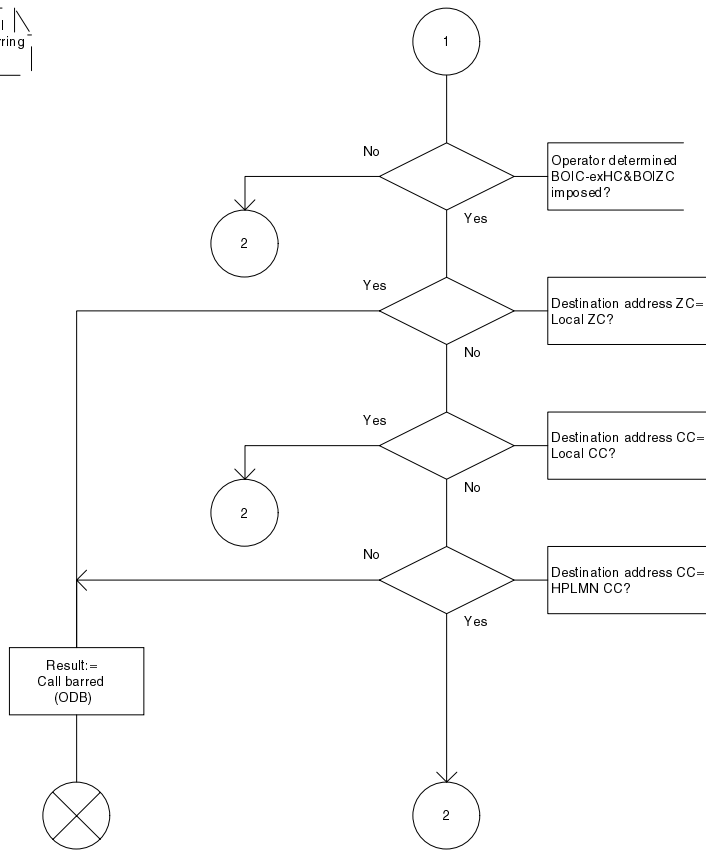 1
No
Operator determined
BOIC-exHC&BOIZC
imposed?
Yes
2
Yes
Destination address ZC=
Local ZC?
No
Yes
Destination address CC=
Local CC?
2
No
No
Destination address CC=
HPLMN CC?
Yes
Result:=
Call barred
(ODB)
2